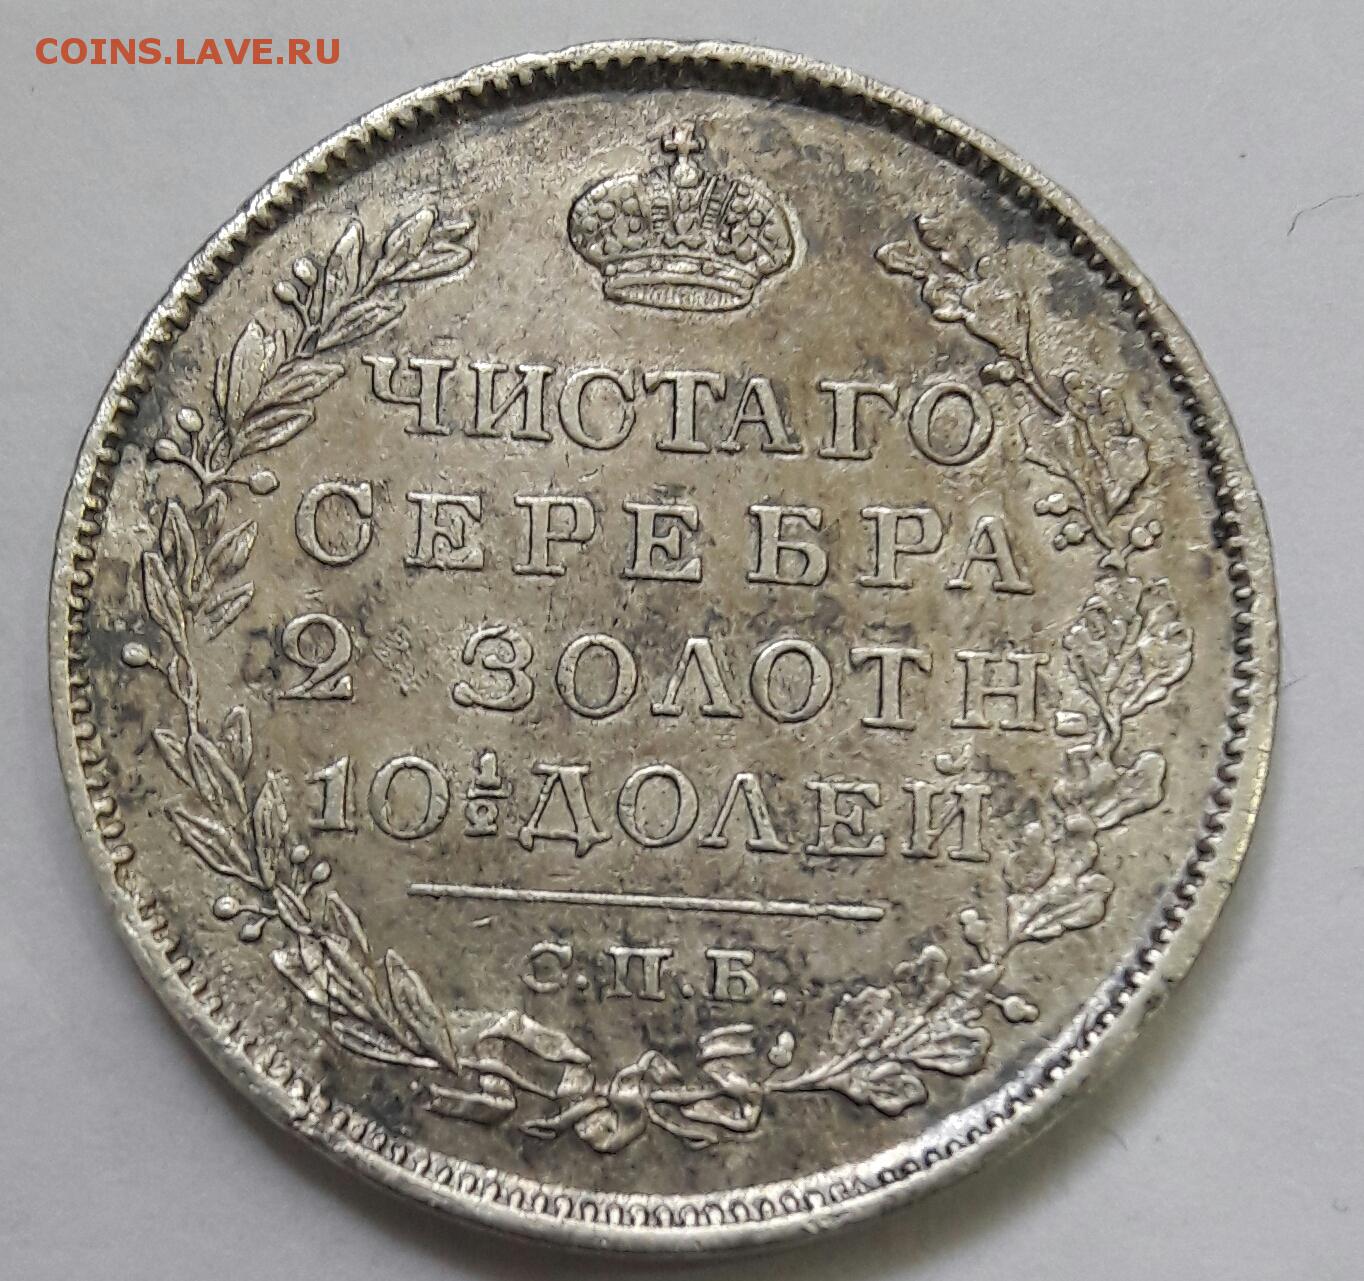 COINS.LAVE.RU
ЧИСТАГО
СЕРЕБРА
2 ЗОЛОТН.
10½ ДОЛЕЙ
С.П.Б.